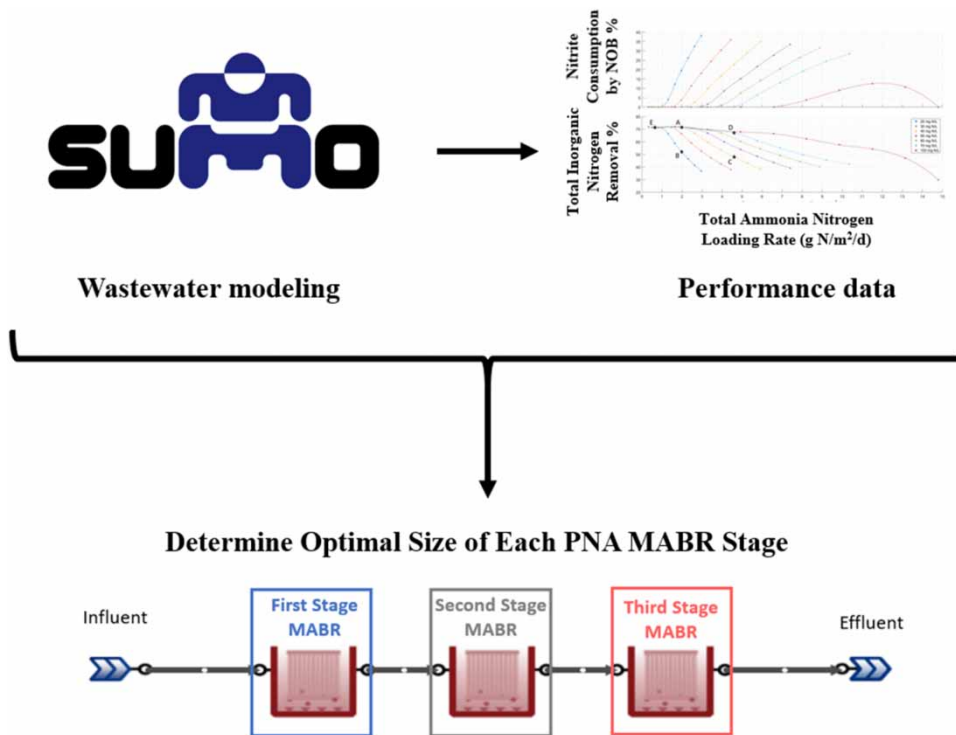 SUMO
Nitrite
Consumption
by NOB %
Total Inorganic
Nitrogen
Removal %
E
A
D
B
C
Total Ammonia Nitrogen
Loading Rate (g N/m²/d)
Wastewater modeling
Performance data
Determine Optimal Size of Each PNA MABR Stage
Influent
First Stage
MABR
Second Stage
MABR
Third Stage
MABR
Effluent